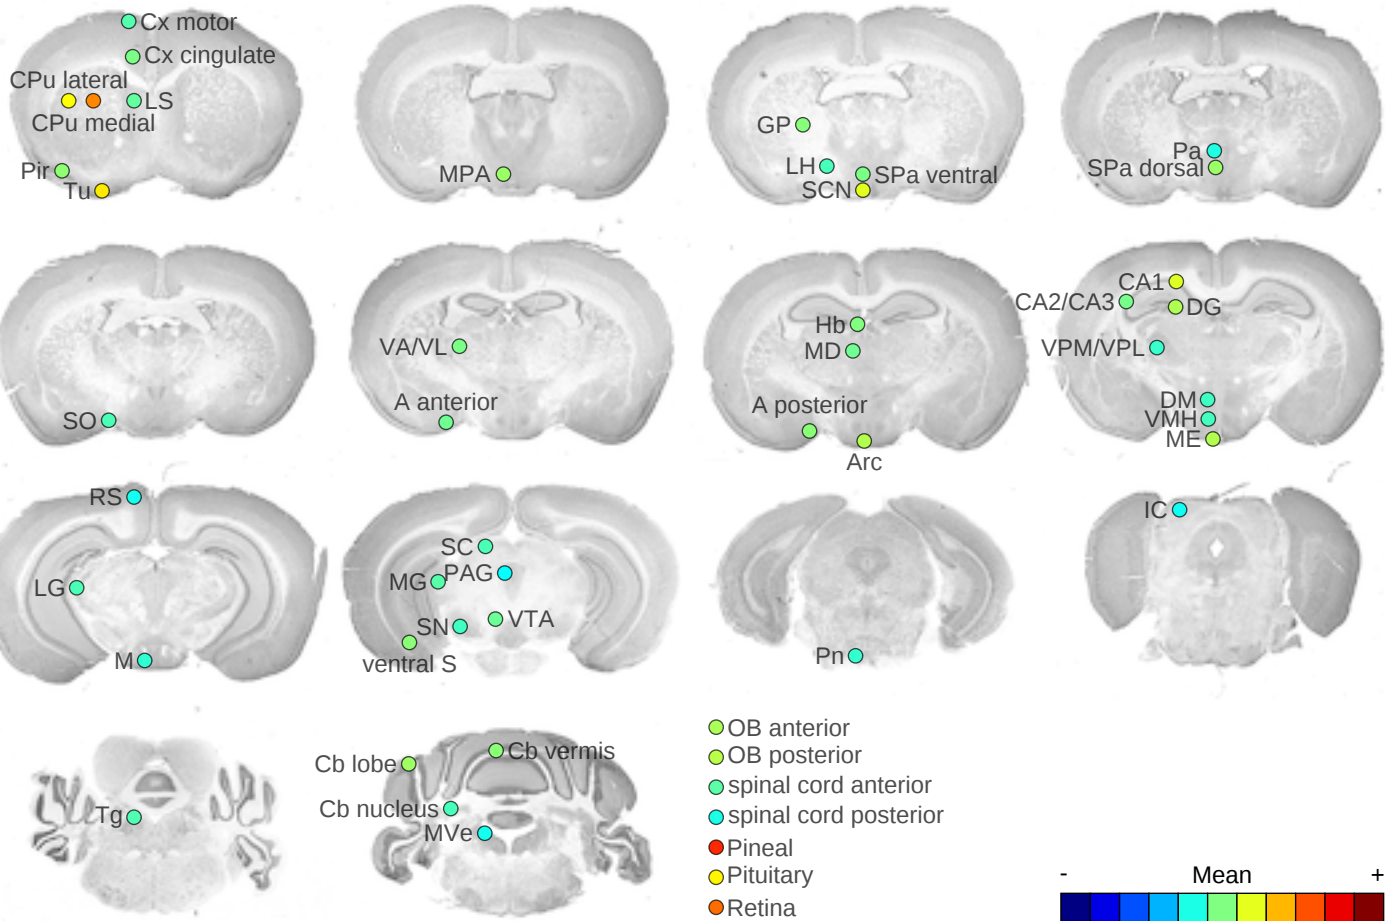 Cx motor
Cx cingulate
CPu lateral
LS
CPu medial
Pir
Tu
MPA
GP
LH
SPa ventral
SCN
Pa
SPa dorsal
SO
VA/VL
A anterior
Hb
MD
A posterior
Arc
CA1
CA2/CA3
DG
VPM/VPL
DM
VMH
ME
RS
LG
M
SC
PAG
MG
VTA
SN
ventral S
Pn
IC
Tg
Cb vermis
Cb lobe
Cb nucleus
MVe
OB anterior
OB posterior
spinal cord anterior
spinal cord posterior
Pineal
Pituitary
Retina
- Mean +